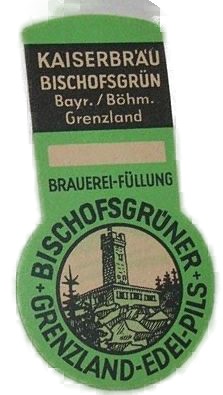 KAISERBRÄU
BISCHOFSGRÜN
Bayr./Böhm.
Grenzland
BRAUEREI-FÜLLUNG
BISCHOFSGRÜNER
GRENZLAND-EDEL-PILS